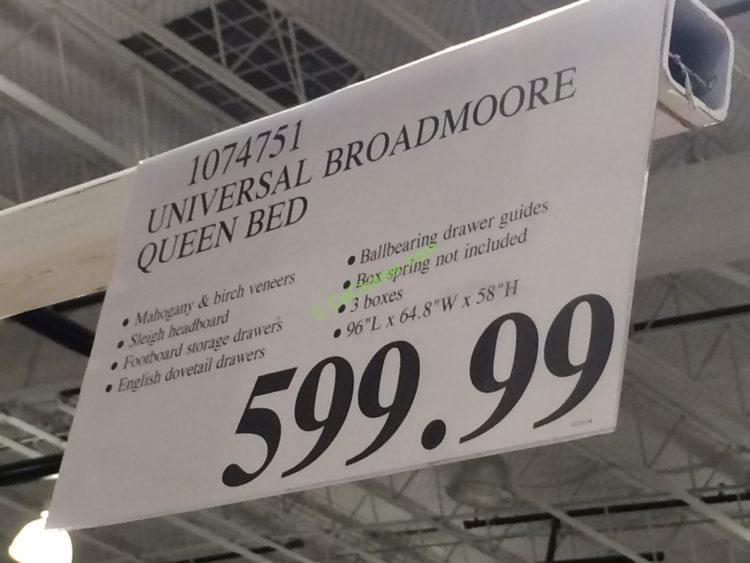 1074751
UNIVERSAL BROADMOORE
QUEEN BED
• Mahogany & birch veneers
• Sleigh headboard
• Footboard storage drawers
• English dovetail drawers
• Ballbearing drawer guides
• Box spring not included
• 3 boxes
• 96"L x 64.8"W x 58"H
599.99